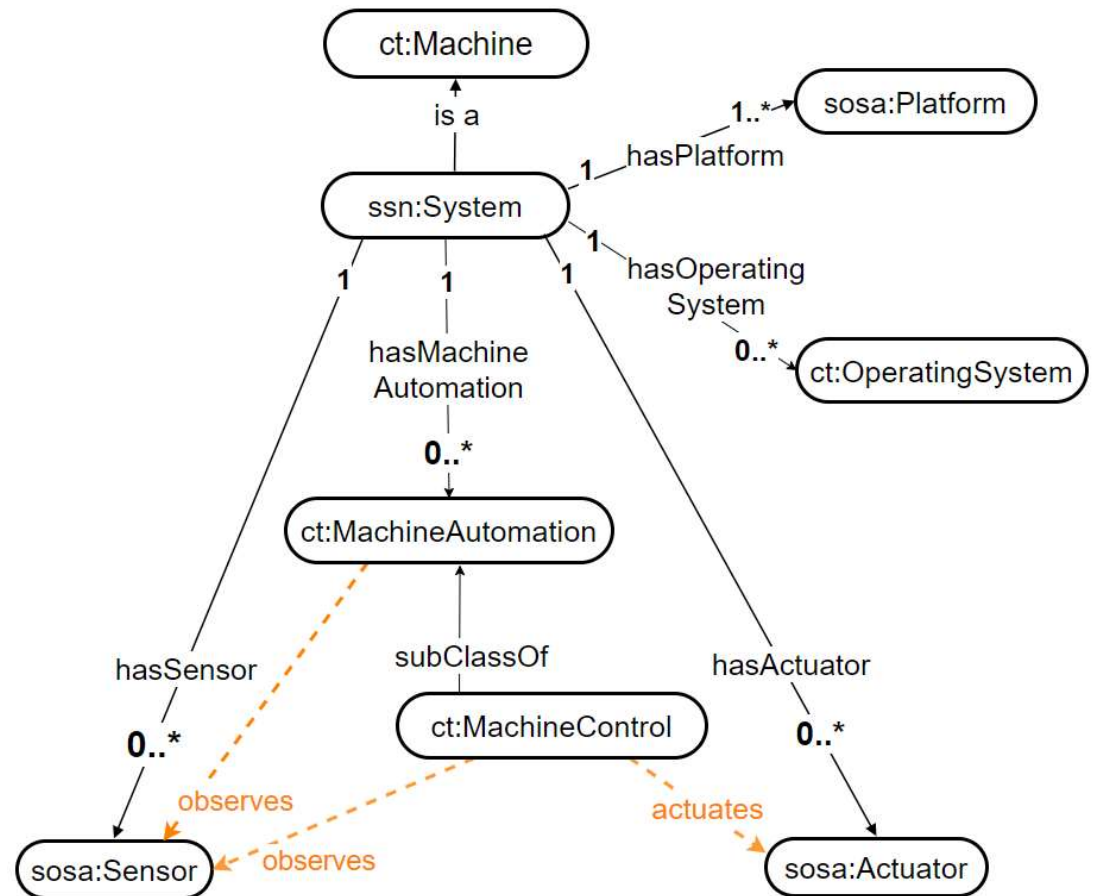 ct:Machine
is a
sosa:Platform
1..*
hasPlatform
1
ssn:System
1
hasOperating
System
0..*
ct:OperatingSystem
1
1
1
hasMachine
Automation
0..*
ct:MachineAutomation
hasSensor
subClassOf
hasActuator
0..*
ct:MachineControl
0..*
observes
actuates
observes
sosa:Sensor
sosa:Actuator